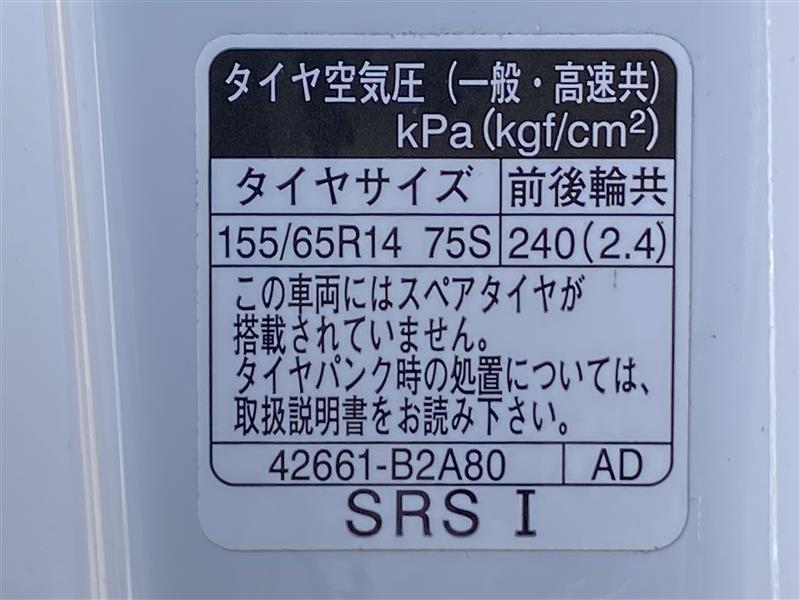 タイヤ空気圧（一般・高速共）
kPa(kgf/cm²)
タイヤサイズ 前後輪共
155/65R14 75S 240(2.4)
この車両にはスペアタイヤが
搭載されていません。
タイヤパンク時の処置については、
取扱説明書をお読み下さい。
42661-B2A80 AD
SRS I